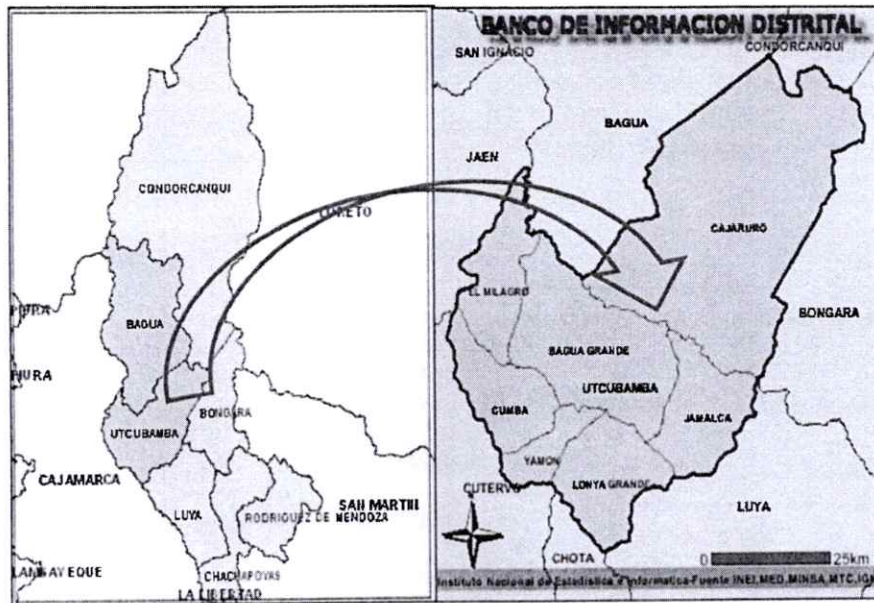 CONDORCANQUI
LORETO
PIURA
BAGUA
PIURA
BONGARA
UTCUBAMBA
CAJAMARCA
LUYA
SAN MARTIN
RODRIGUEZ DE MENDOZA
LAMBAYEQUE
CHACHAPOYAS
LA LIBERTAD
BANCO DE INFORMACION DISTRITAL
SAN IGNACIO
CONDORCANQUI
BAGUA
JAEN
CAJARURO
EL MILAGRO
BONGARA
BAGUA GRANDE
UTCUBAMBA
CUMBA
JAMALCA
YAMON
CUTERVO
LONYA GRANDE
LUYA
CHOTA
0 25km
Instituto Nacional de Estadistica e Informatica-Fuente INEI,MED,MINSA,MTC,IGN